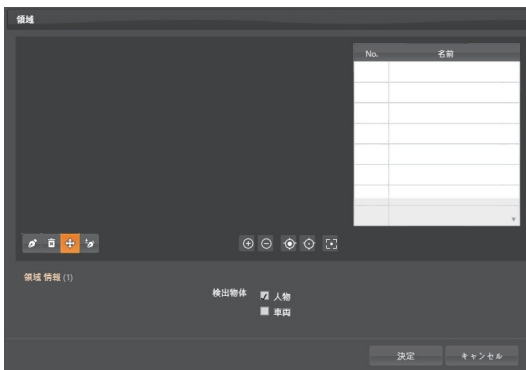 領域
No. 名前
領域 情報 (1)
検出物体 人物
車両
決定 キャンセル